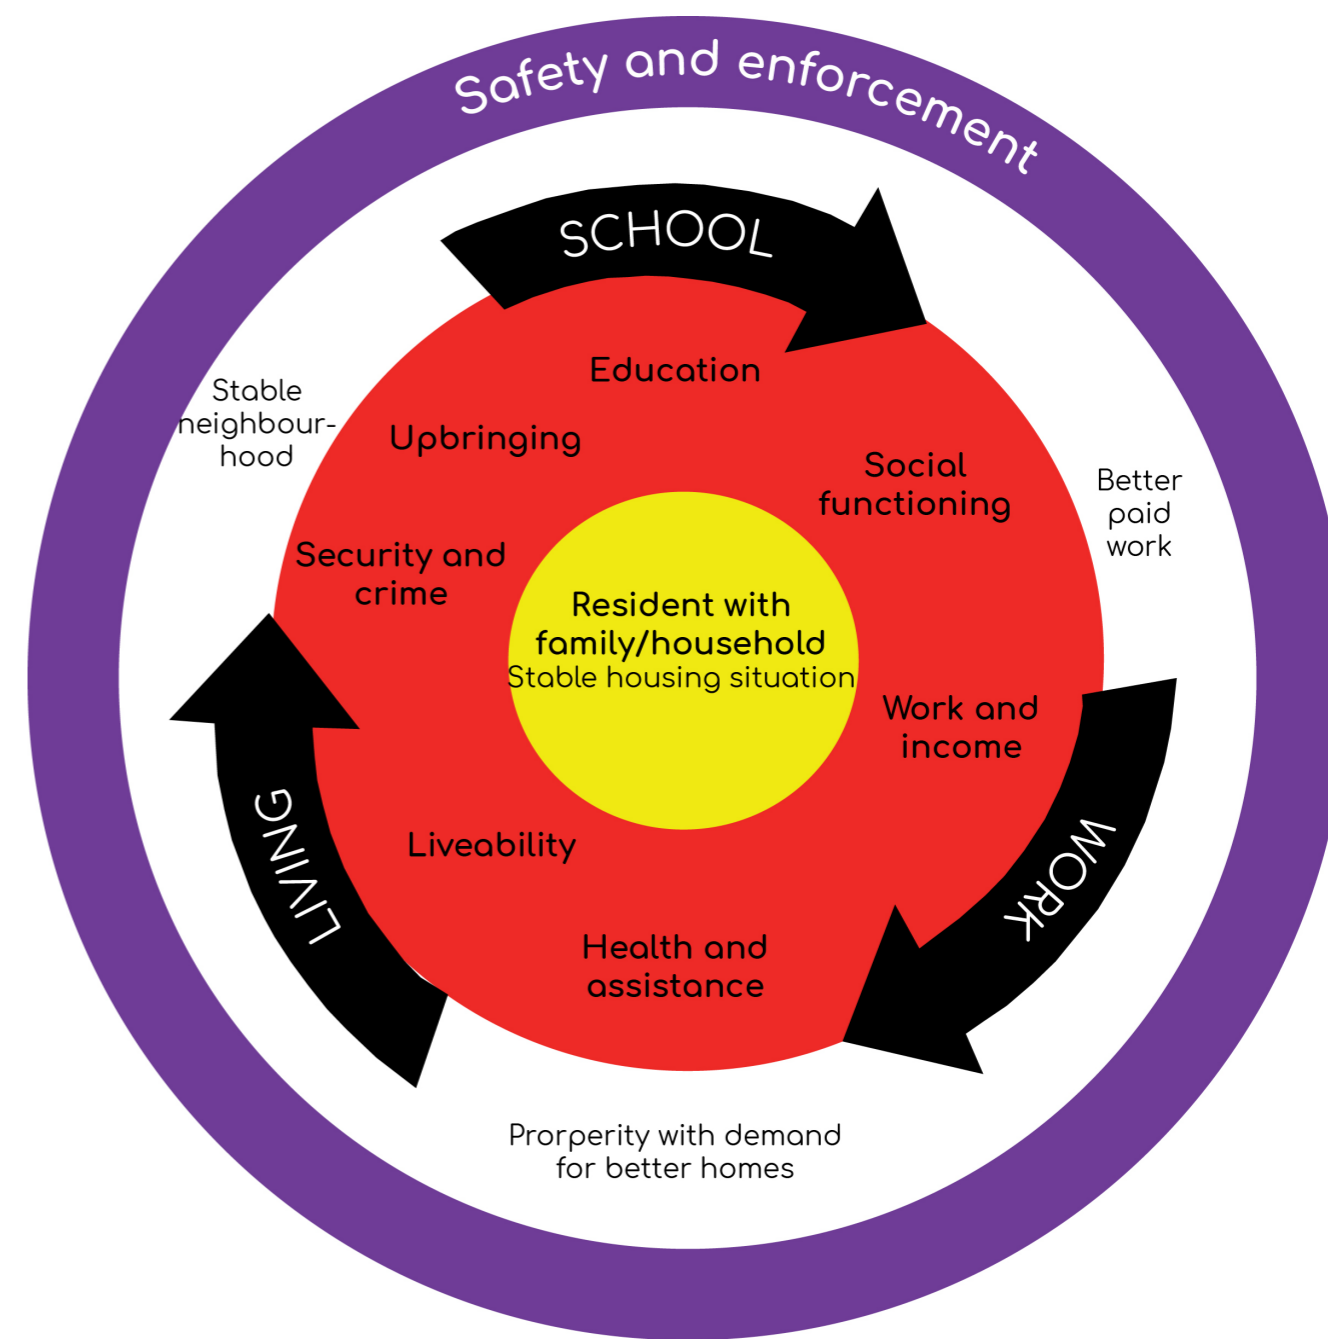 Safety and enforcement
SCHOOL
Education
Upbringing
Stable
neighbour-
hood
Social
functioning
Better
paid
work
Security and
crime
Resident with
family/household
Stable housing situation
Work and
income
LIVING
WORK
Liveability
Health and
assistance
Prorperity with demand
for better homes